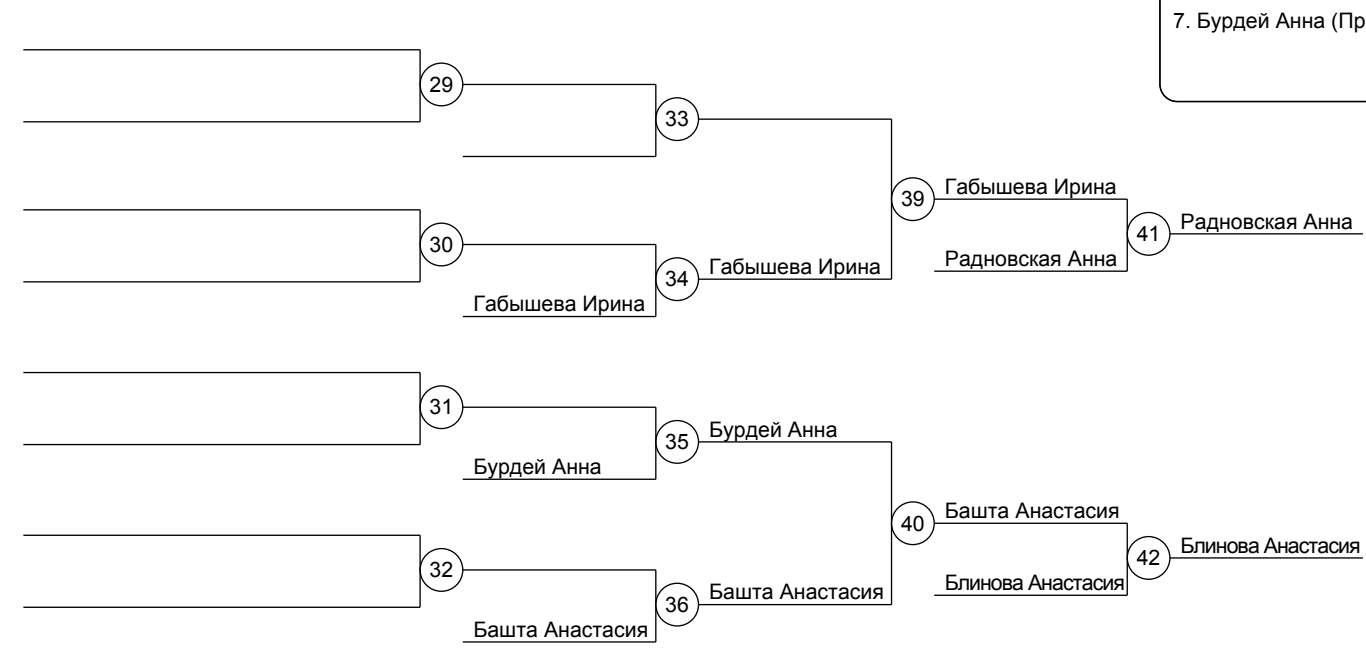 7. Бурдей Анна (Пр
29
33
39
Габышева Ирина
41
Радновская Анна
30
Радновская Анна
34
Габышева Ирина
Габышева Ирина
31
35
Бурдей Анна
Бурдей Анна
40
Башта Анастасия
42
Блинова Анастасия
32
Блинова Анастасия
36
Башта Анастасия
Башта Анастасия